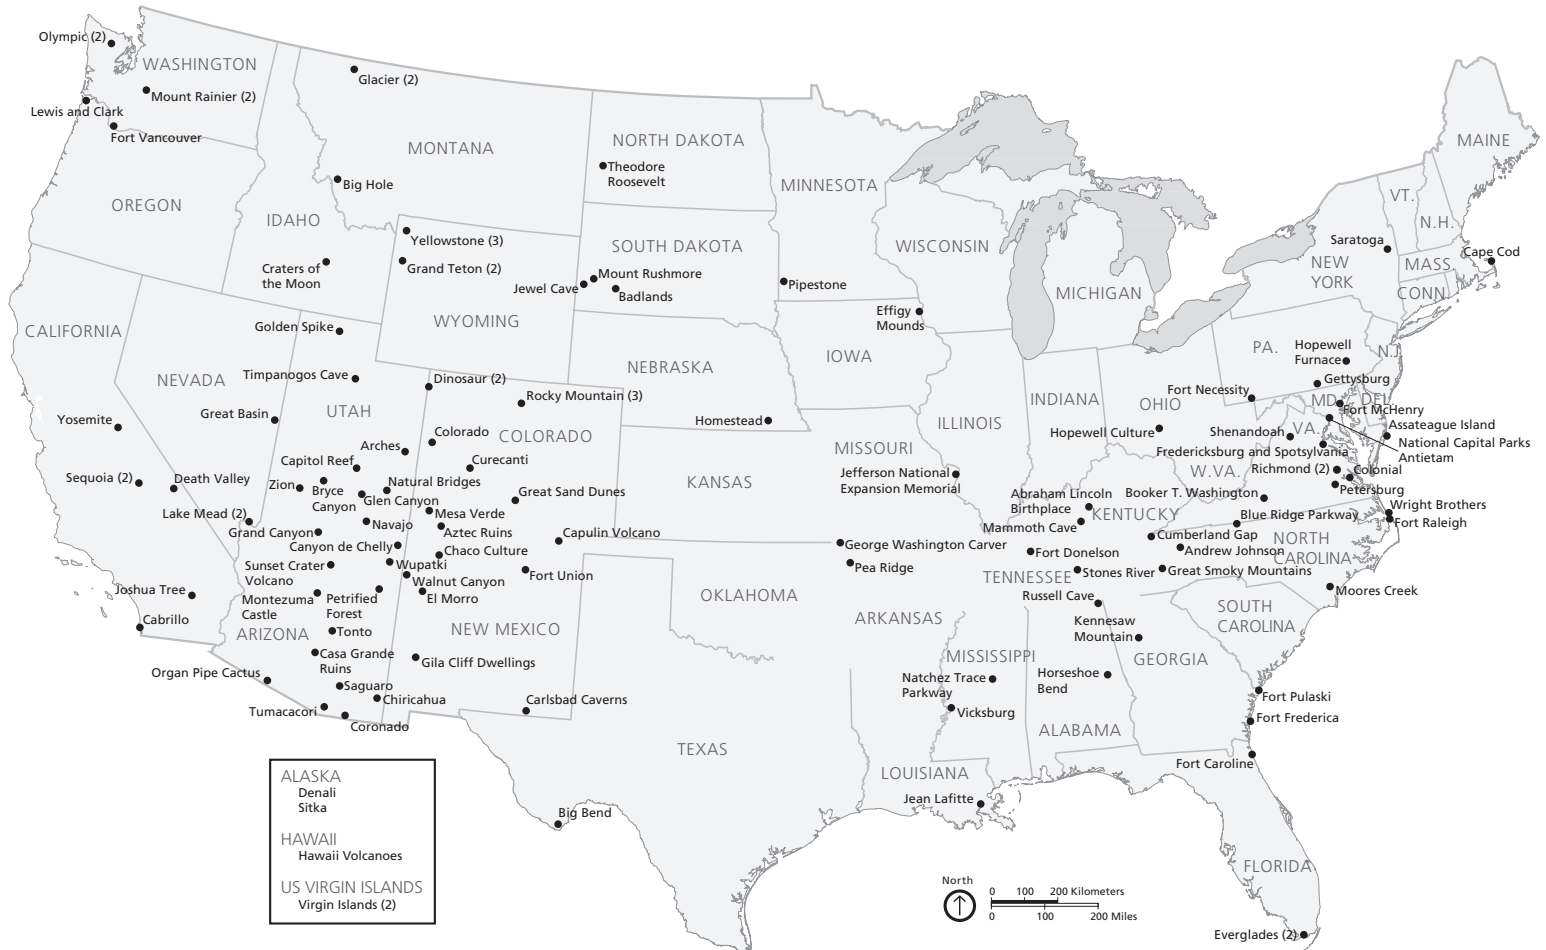 Olympic (2)
WASHINGTON
Mount Rainier (2)
Lewis and Clark
Fort Vancouver
OREGON
Glacier (2)
MONTANA
Big Hole
IDAHO
Craters of
the Moon
Yellowstone (3)
Grand Teton (2)
WYOMING
NORTH DAKOTA
Theodore
Roosevelt
SOUTH DAKOTA
Mount Rushmore
Jewel Cave
Badlands
MINNESOTA
Pipestone
WISCONSIN
Effigy
Mounds
IOWA
MICHIGAN
MAINE
VT.
N.H.
Saratoga
NEW
YORK
Cape Cod
MASS.
CONN.
CALIFORNIA
NEVADA
Golden Spike
Timpanogos Cave
Great Basin
UTAH
Yosemite
Sequoia (2)
Death Valley
Lake Mead (2)
Joshua Tree
Cabrillo
Arches
Capitol Reef
Zion
Bryce
Canyon
Natural Bridges
Glen Canyon
Navajo
Dinosaur (2)
Rocky Mountain (3)
Colorado
COLORADO
Curecanti
Great Sand Dunes
Mesa Verde
Aztec Ruins
Chaco Culture
Capulin Volcano
Fort Union
Grand Canyon
Canyon de Chelly
Sunset Crater
Volcano
Wupatki
Walnut Canyon
El Morro
Montezuma
Castle
Petrified
Forest
ARIZONA
Tonto
Casa Grande
Ruins
Organ Pipe Cactus
Saguaro
Chiricahua
Tumacacori
Coronado
NEW MEXICO
Gila Cliff Dwellings
Carlsbad Caverns
NEBRASKA
Homestead
KANSAS
OKLAHOMA
TEXAS
Big Bend
MISSOURI
Jefferson National
Expansion Memorial
George Washington Carver
Pea Ridge
ARKANSAS
LOUISIANA
Jean Lafitte
ILLINOIS
INDIANA
OHIO
Hopewell Culture
PA.
Hopewell
Furnace
N.J.
Gettysburg
Fort Necessity
MD.
DEL.
Fort McHenry
Assateague Island
National Capital Parks
Antietam
Shenandoah
VA.
Fredericksburg and Spotsylvania
W.VA.
Richmond (2)
Colonial
Petersburg
Booker T. Washington
Wright Brothers
Fort Raleigh
Blue Ridge Parkway
Abraham Lincoln
Birthplace
KENTUCKY
Mammoth Cave
Cumberland Gap
Andrew Johnson
NORTH
CAROLINA
Fort Donelson
TENNESSEE
Stones River
Great Smoky Mountains
Moores Creek
Russell Cave
SOUTH
CAROLINA
Kennesaw
Mountain
GEORGIA
MISSISSIPPI
Natchez Trace
Parkway
Vicksburg
Horseshoe
Bend
ALABAMA
Fort Pulaski
Fort Frederica
Fort Caroline
FLORIDA
Everglades (2)
ALASKA
Denali
Sitka
HAWAII
Hawaii Volcanoes
US VIRGIN ISLANDS
Virgin Islands (2)
North
0 100 200 Kilometers
0 100 200 Miles